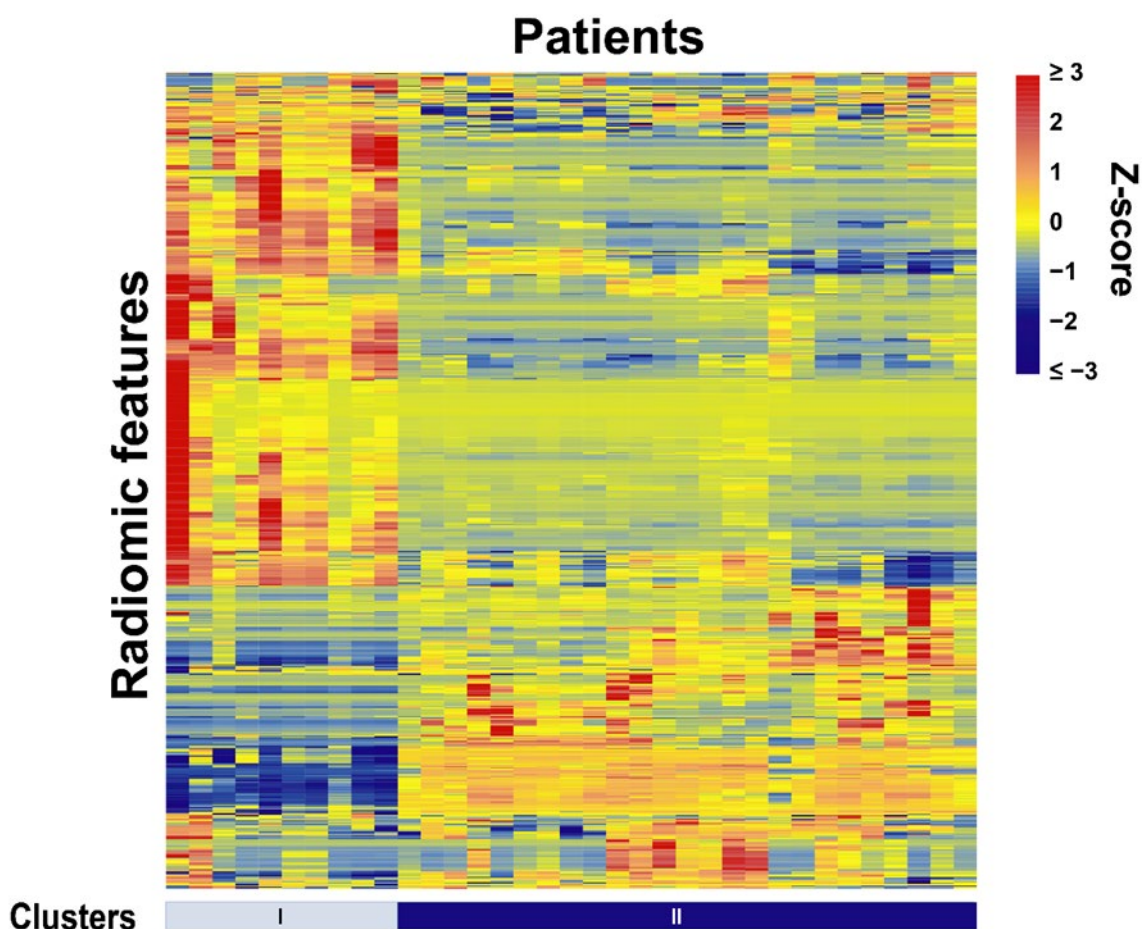 Patients
Radiomic features
≥ 3
2
1
0
−1
−2
≤ −3
Z-score
Clusters
I
II